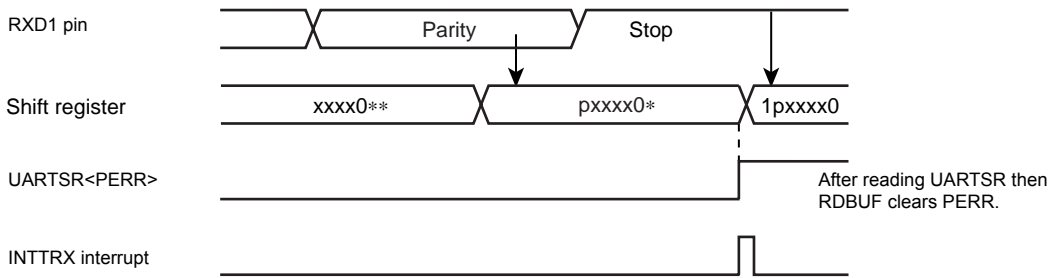 RXD1 pin
Parity
Stop
Shift register
xxxx0**
pxxxx0*
1pxxxx0
UARTSR<PERR>
After reading UARTSR then
RDBUF clears PERR.
INTTRX interrupt